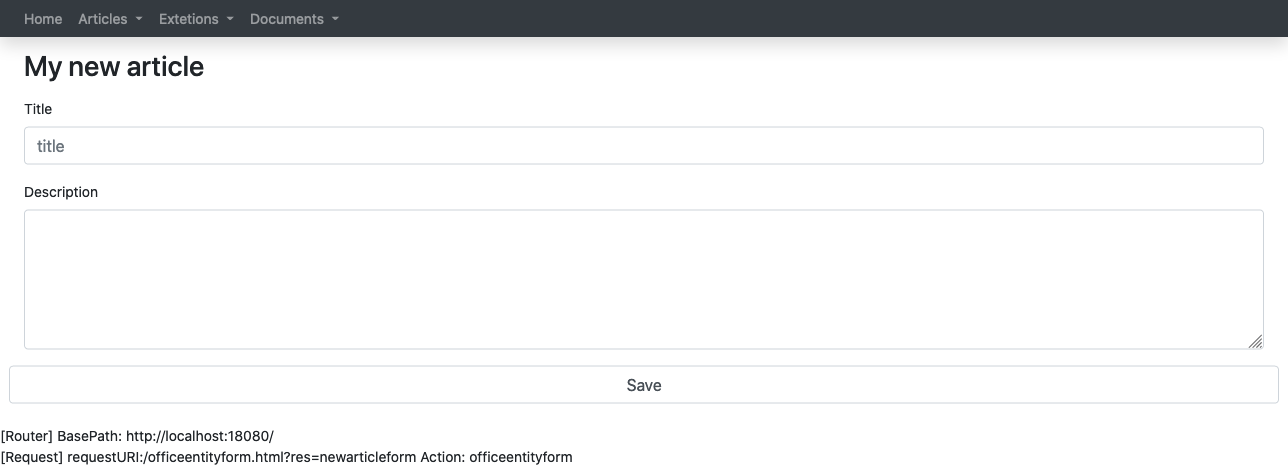 Home Articles Extetions Documents
My new article
Title
title
Description
Save
[Router] BasePath: http://localhost:18080/
[Request] requestURI:/officeentityform.html?res=newarticleform Action: officeentityform